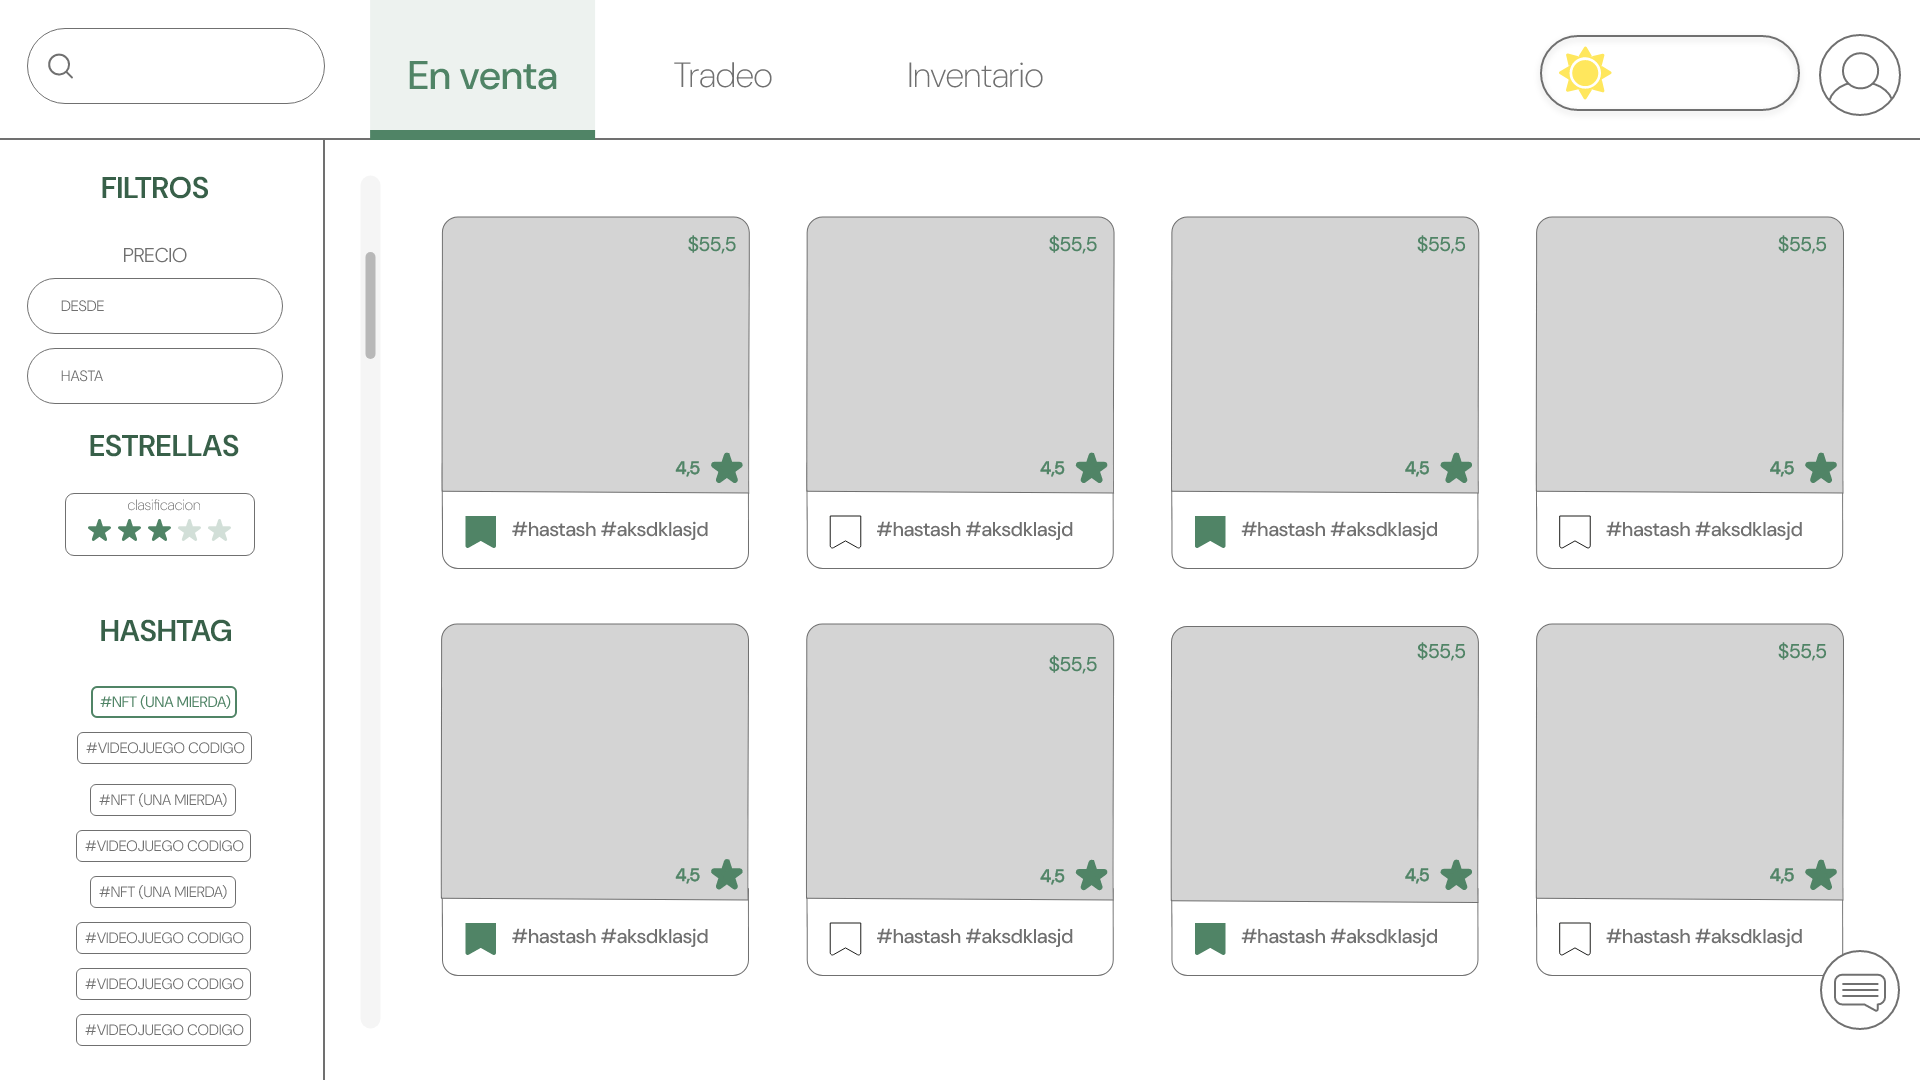 En venta
Tradeo
Inventario
FILTROS
PRECIO
DESDE
HASTA
ESTRELLAS
clasificacion
HASHTAG
#NFT (UNA MIERDA)
#VIDEOJUEGO CODIGO
#NFT (UNA MIERDA)
#VIDEOJUEGO CODIGO
#NFT (UNA MIERDA)
#VIDEOJUEGO CODIGO
#VIDEOJUEGO CODIGO
#VIDEOJUEGO CODIGO
$55,5
4,5
#hastash #aksdklasjd
$55,5
4,5
#hastash #aksdklasjd
$55,5
4,5
#hastash #aksdklasjd
$55,5
4,5
#hastash #aksdklasjd
4,5
#hastash #aksdklasjd
$55,5
4,5
#hastash #aksdklasjd
$55,5
4,5
#hastash #aksdklasjd
$55,5
4,5
#hastash #aksdklasjd